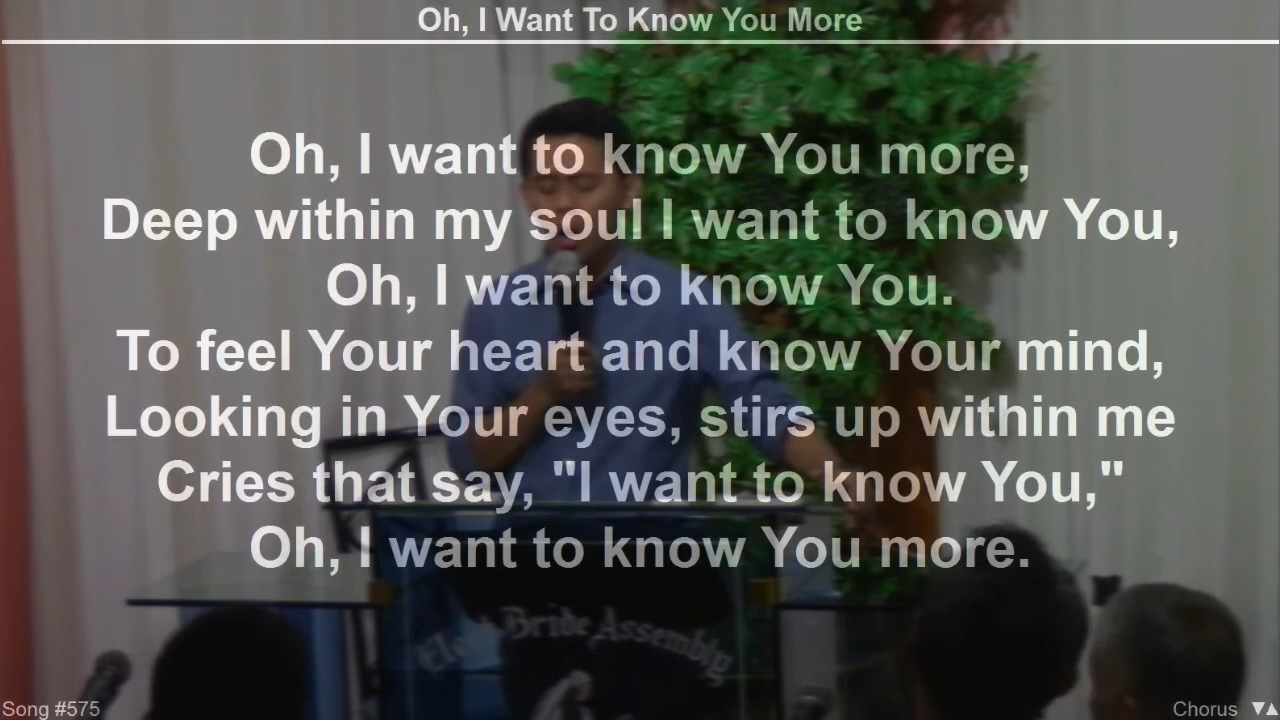 Oh, I Want To Know You More
Oh, I want to know You more,
Deep within my soul I want to know You,
Oh, I want to know You.
To feel Your heart and know Your mind,
Looking in Your eyes, stirs up within me
Cries that say, "I want to know You,"
Oh, I want to know You more.
Bride Assembly
Song #575
Chorus